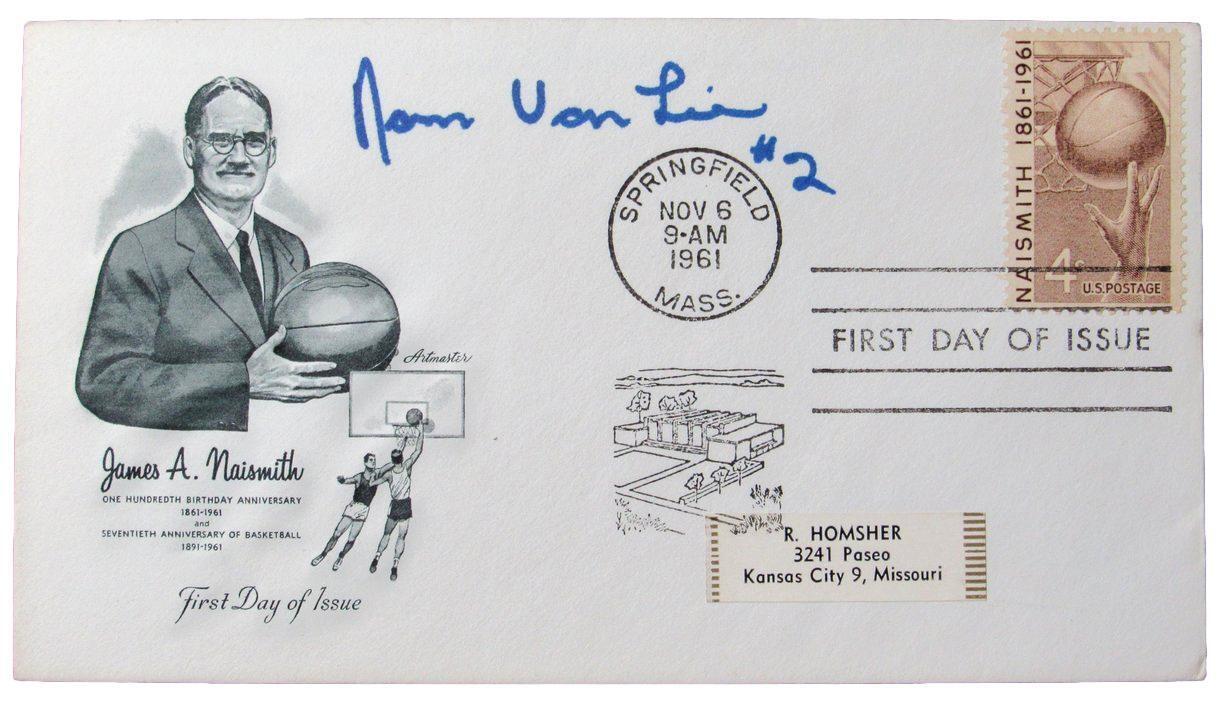 Norm Van Lier
#2
NAISMITH 1861-1961
4c
U.S. POSTAGE
SPRINGFIELD
NOV 6
9-AM
1961
MASS.
FIRST DAY OF ISSUE
Artmaster
James A. Naismith
ONE HUNDREDTH BIRTHDAY ANNIVERSARY
1861-1961
and
SEVENTIETH ANNIVERSARY OF BASKETBALL
1891-1961
First Day of Issue
R. HOMSHER
3241 Paseo
Kansas City 9, Missouri